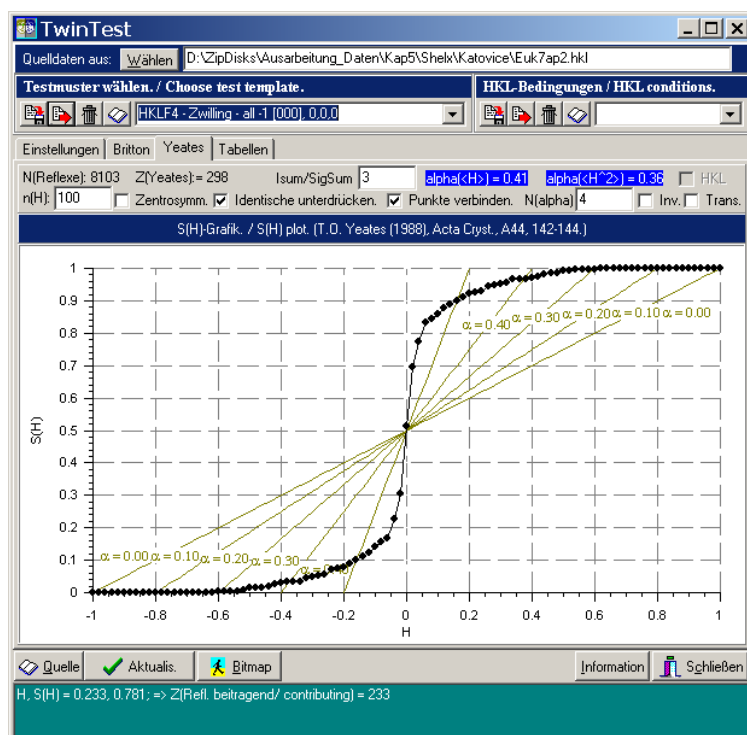 TwinTest
Quelldaten aus: Wählen D:\ZipDisks\Ausarbeitung_Daten\Kap5\Shelx\Katovice\Euk7ap2.hkl
Testmuster wählen. / Choose test template. HKL-Bedingungen / HKL conditions.
HKLF4 - Zwilling - all -1 [000], 0,0,0
Einstellungen Britton Yeates Tabellen
N(Reflexe): 8103 Z(Yeates):= 298 Isum/SigSum 3 alpha(<H>) = 0.41 alpha(<H^2>) = 0.36 HKL
n(H): 100 Zentrosymm. Identische unterdrücken. Punkte verbinden. N(alpha) 4 Inv. Trans.
S(H)-Grafik. / S(H) plot. (T.O. Yeates (1988), Acta Cryst., A44, 142-144.)
1
0.9
0.8
0.7
0.6
0.5
0.4
0.3
0.2
0.1
0
S(H)
α = 0.40 α = 0.30 α = 0.20 α = 0.10 α = 0.00
α = 0.00 α = 0.10 α = 0.20 α = 0.30
-1 -0.8 -0.6 -0.4 -0.2 0 0.2 0.4 0.6 0.8 1
H
Quelle Aktualis. Bitmap Information Schließen
H, S(H) = 0.233, 0.781; => Z(Refl. beitragend/ contributing) = 233